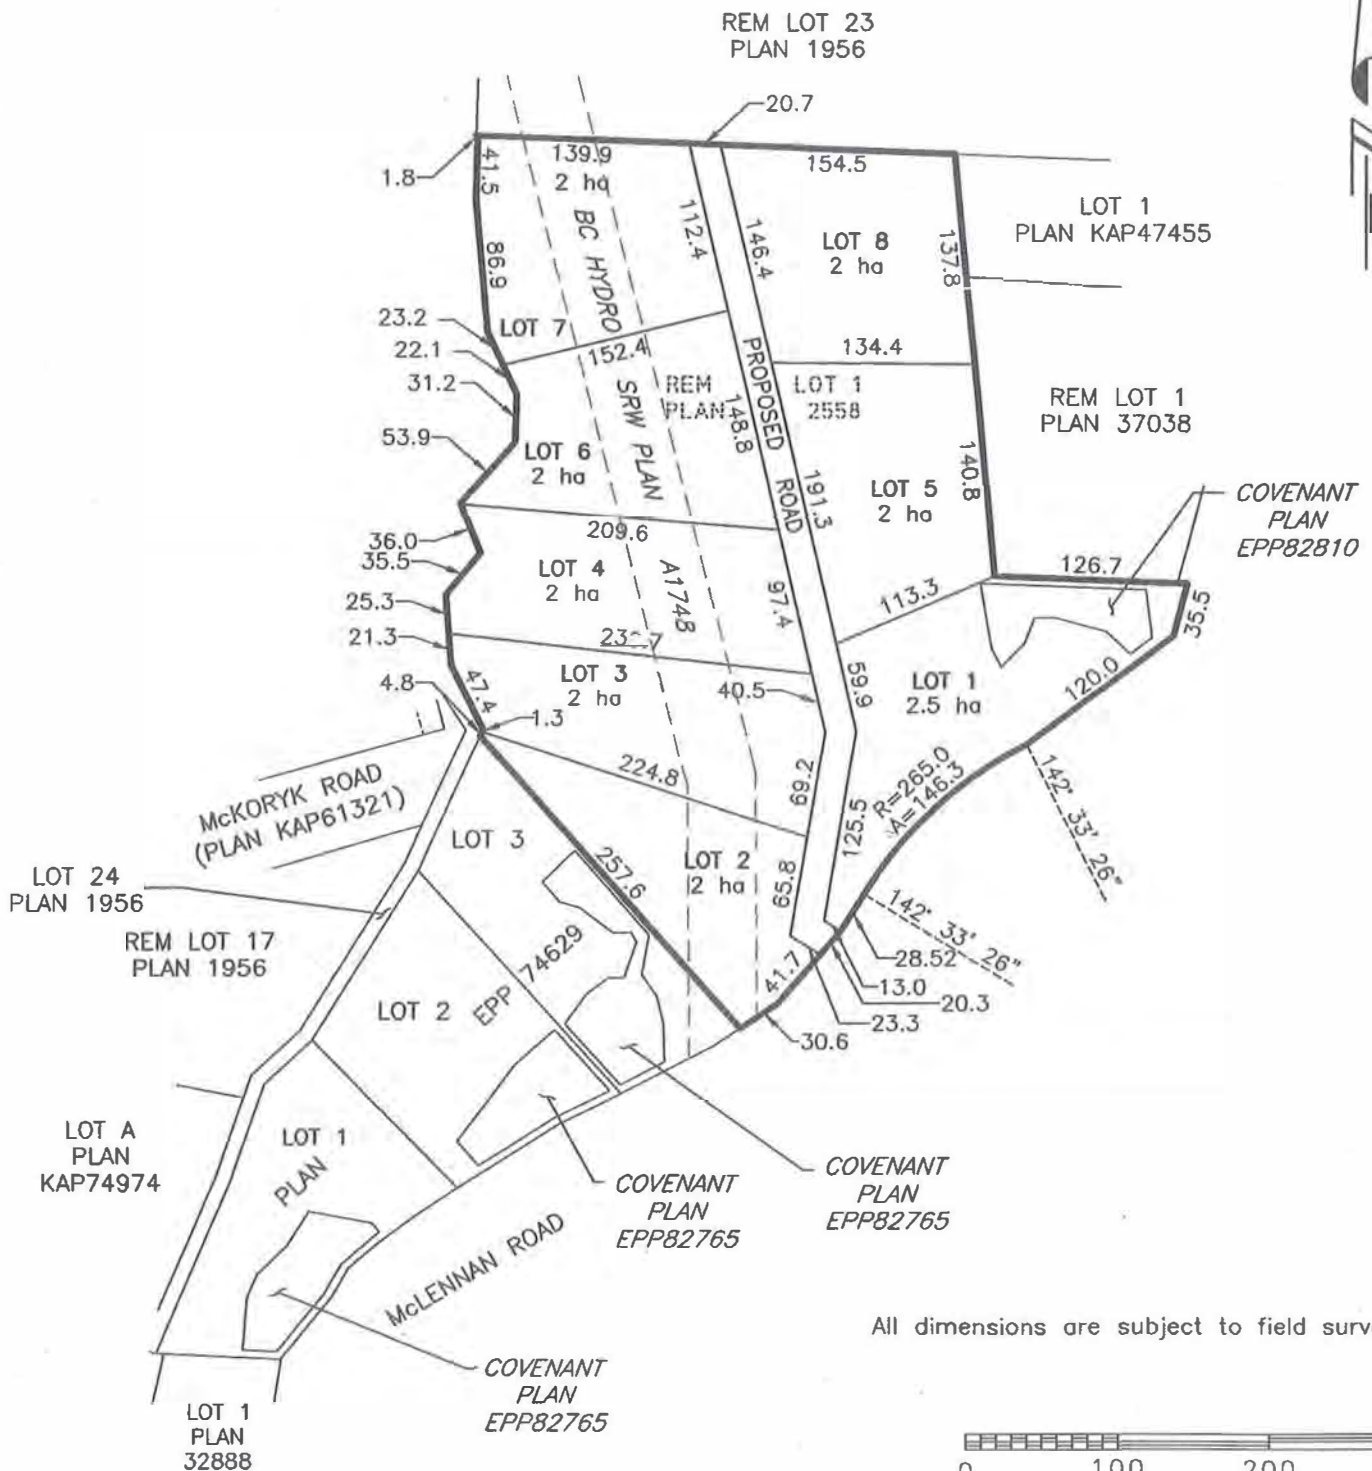 REM LOT 23
PLAN 1956
20.7
1.8
41.5
139.9
2 ha
154.5
LOT 1
PLAN KAP47455
BC HYDRO SRW PLAN A1748
112.4
146.4
LOT 8
2 ha
137.8
86.9
23.2
LOT 7
22.1
152.4
PROPOSED ROAD
134.4
31.2
REM LOT 1
PLAN 2558
148.8
REM LOT 1
PLAN 37038
53.9
LOT 6
2 ha
191.3
LOT 5
2 ha
140.8
COVENANT
PLAN
EPP82810
36.0
209.6
35.5
LOT 4
2 ha
97.4
126.7
113.3
35.5
25.3
21.3
LOT 3
2 ha
40.5
59.9
LOT 1
2.5 ha
120.0
4.8
47.4
1.3
224.8
69.2
125.5
R=265.0
A=146.3
142° 33' 26"
McKORYK ROAD
(PLAN KAP61321)
LOT 3
257.6
LOT 2
2 ha
65.8
142° 33' 26"
LOT 24
PLAN 1956
REM LOT 17
PLAN 1956
41.7
28.52
13.0
20.3
23.3
30.6
LOT 2
EPP 74629
LOT A
PLAN
KAP74974
LOT 1
PLAN
COVENANT
PLAN
EPP82765
COVENANT
PLAN
EPP82765
McLENNAN ROAD
COVENANT
PLAN
EPP82765
All dimensions are subject to field
LOT 1
PLAN
32888
0 100 200